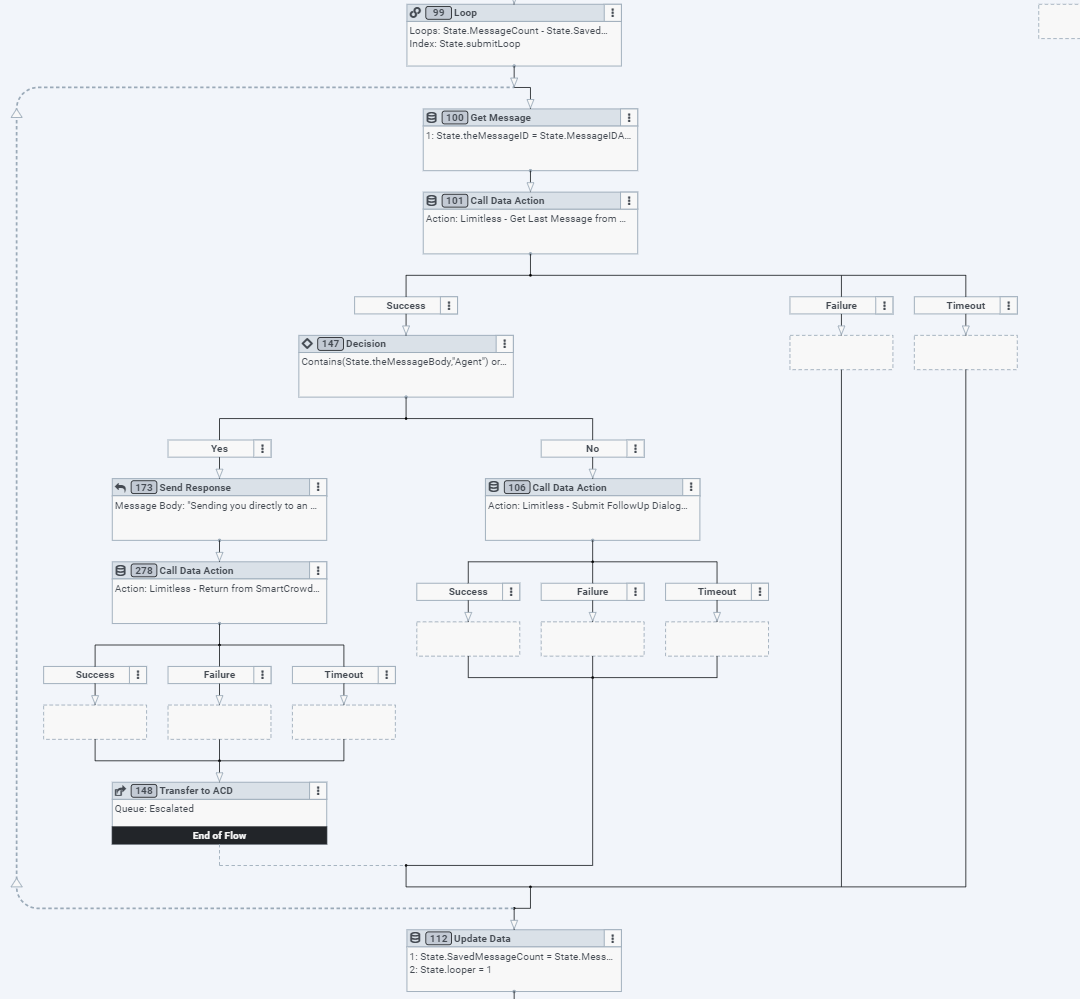 99 Loop
Loops: State.MessageCount - State.Saved...
Index: State.submitLoop
100 Get Message
1: State.theMessageID = State.MessageIDA...
101 Call Data Action
Action: Limitless - Get Last Message from ...
Success
Failure
Timeout
147 Decision
Contains(State.theMessageBody,"Agent") or...
Yes
No
173 Send Response
Message Body: "Sending you directly to an ...
106 Call Data Action
Action: Limitless - Submit FollowUp Dialog...
278 Call Data Action
Action: Limitless - Return from SmartCrowd...
Success
Failure
Timeout
Success
Failure
Timeout
148 Transfer to ACD
Queue: Escalated
End of Flow
112 Update Data
1: State.SavedMessageCount = State.Mess...
2: State.looper = 1